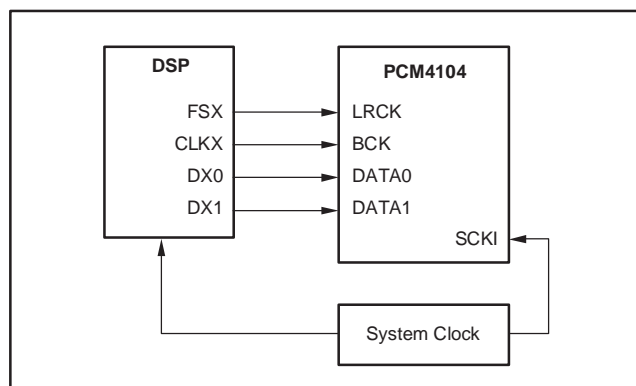 DSP
FSX
CLKX
DX0
DX1
PCM4104
LRCK
BCK
DATA0
DATA1
SCKI
System Clock